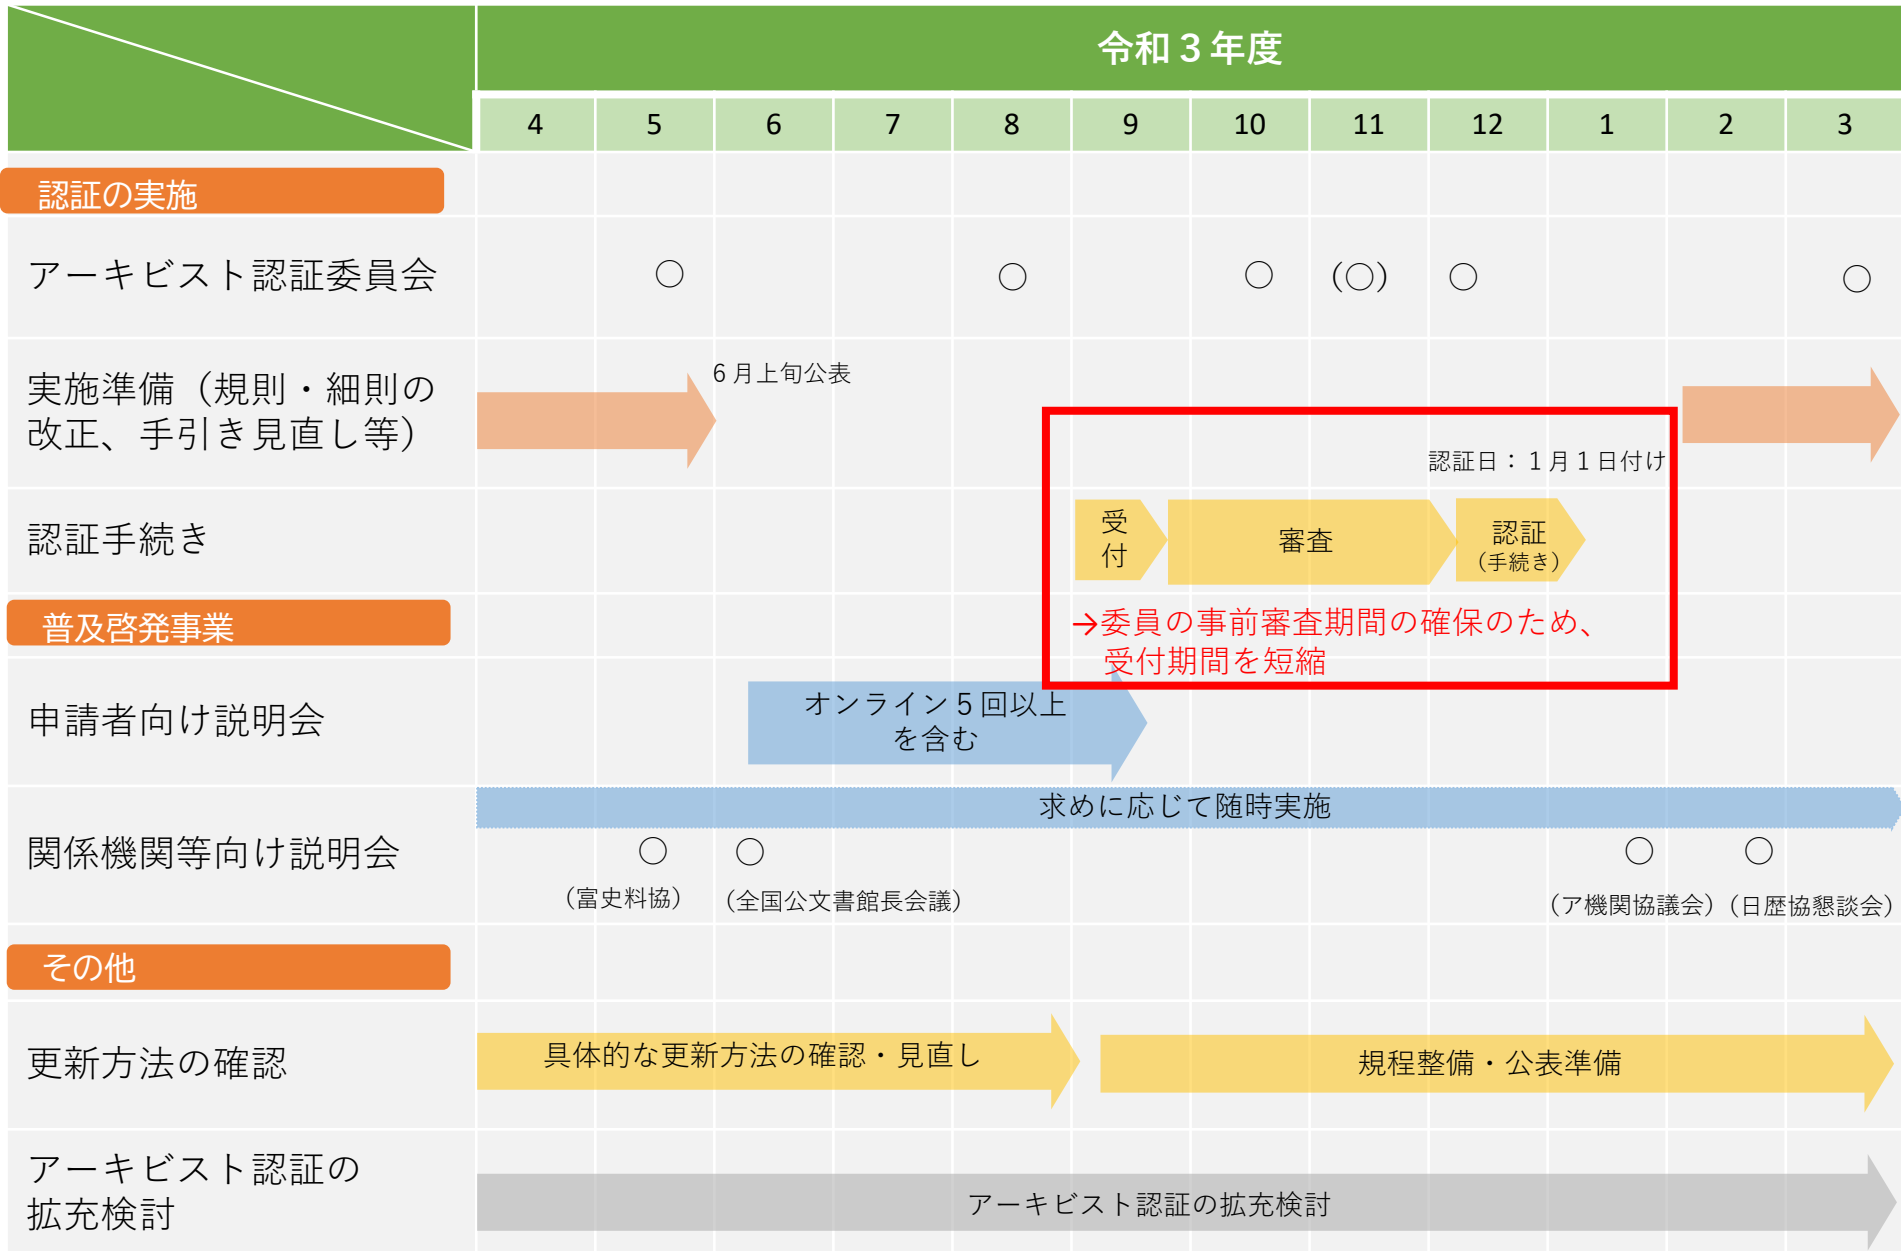 令和３年度
4 5 6 7 8 9 10 11 12 1 2 3
認証の実施
アーキビスト認証委員会
○ ○ ○ (○) ○ ○
実施準備（規則・細則の
改正、手引き見直し等）
６月上旬公表
認証日：１月１日付け
認証手続き
受
付
審査
認証
（手続き）
→委員の事前審査期間の確保のため、
受付期間を短縮
普及啓発事業
申請者向け説明会
オンライン５回以上
を含む
関係機関等向け説明会
求めに応じて随時実施
○ ○ ○ ○
（富史料協） （全国公文書館長会議） （ア機関協議会）（日歴協懇談会）
その他
更新方法の確認
具体的な更新方法の確認・見直し
規程整備・公表準備
アーキビスト認証の
拡充検討
アーキビスト認証の拡充検討